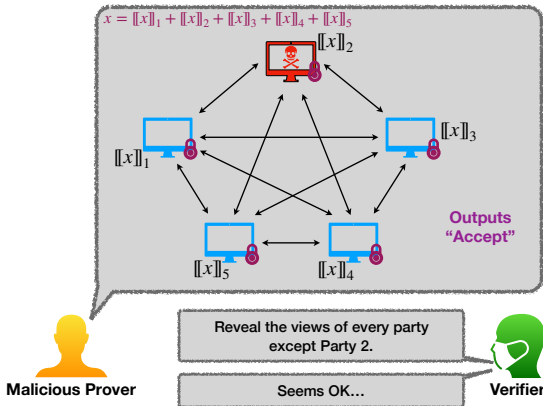 x = ⟦x⟧₁ + ⟦x⟧₂ + ⟦x⟧₃ + ⟦x⟧₄ + ⟦x⟧₅
⟦x⟧₂
⟦x⟧₁
⟦x⟧₃
Outputs
“Accept”
⟦x⟧₅
⟦x⟧₄
Reveal the views of every party
except Party 2.
Malicious Prover
Seems OK…
Verifier